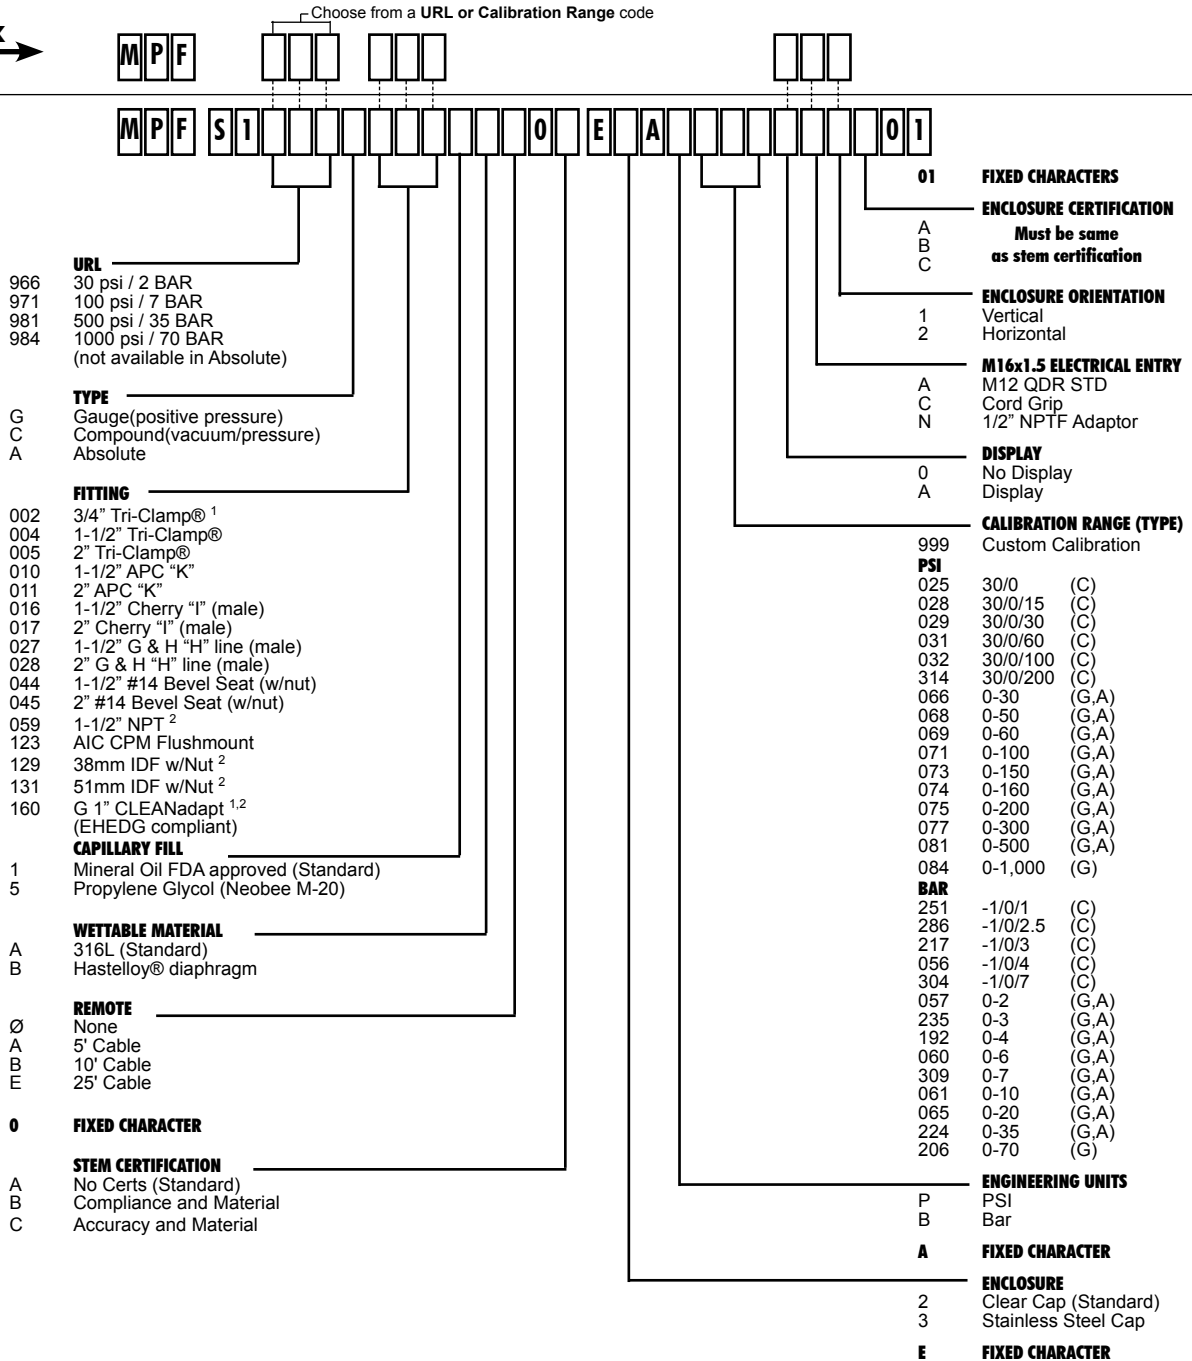 Choose from a URL or Calibration Range code
M P F
M P F S 1 0 E A 0 1
URL
966 30 psi / 2 BAR
971 100 psi / 7 BAR
981 500 psi / 35 BAR
984 1000 psi / 70 BAR
(not available in Absolute)
TYPE
G Gauge(positive pressure)
C Compound(vacuum/pressure)
A Absolute
FITTING
002 3/4” Tri-Clamp® 1
004 1-1/2” Tri-Clamp®
005 2” Tri-Clamp®
010 1-1/2” APC “K”
011 2” APC “K”
016 1-1/2” Cherry “I” (male)
017 2” Cherry “I” (male)
027 1-1/2” G & H “H” line (male)
028 2” G & H “H” line (male)
044 1-1/2” #14 Bevel Seat (w/nut)
045 2” #14 Bevel Seat (w/nut)
059 1-1/2” NPT 2
123 AIC CPM Flushmount
129 38mm IDF w/Nut 2
131 51mm IDF w/Nut 2
160 G 1” CLEANadapt 1,2
(EHEDG compliant)
CAPILLARY FILL
1 Mineral Oil FDA approved (Standard)
5 Propylene Glycol (Neobee M-20)
WETTABLE MATERIAL
A 316L (Standard)
B Hastelloy® diaphragm
REMOTE
Ø None
A 5' Cable
B 10' Cable
E 25' Cable
0 FIXED CHARACTER
STEM CERTIFICATION
A No Certs (Standard)
B Compliance and Material
C Accuracy and Material
01 FIXED CHARACTERS
ENCLOSURE CERTIFICATION
A
B
C
Must be same
as stem certification
ENCLOSURE ORIENTATION
1 Vertical
2 Horizontal
M16x1.5 ELECTRICAL ENTRY
A M12 QDR STD
C Cord Grip
N 1/2” NPTF Adaptor
DISPLAY
0 No Display
A Display
CALIBRATION RANGE (TYPE)
999 Custom Calibration
PSI
025 30/0 (C)
028 30/0/15 (C)
029 30/0/30 (C)
031 30/0/60 (C)
032 30/0/100 (C)
314 30/0/200 (C)
066 0-30 (G,A)
068 0-50 (G,A)
069 0-60 (G,A)
071 0-100 (G,A)
073 0-150 (G,A)
074 0-160 (G,A)
075 0-200 (G,A)
077 0-300 (G,A)
081 0-500 (G,A)
084 0-1,000 (G)
BAR
251 -1/0/1 (C)
286 -1/0/2.5 (C)
217 -1/0/3 (C)
056 -1/0/4 (C)
304 -1/0/7 (C)
057 0-2 (G,A)
235 0-3 (G,A)
192 0-4 (G,A)
060 0-6 (G,A)
309 0-7 (G,A)
061 0-10 (G,A)
065 0-20 (G,A)
224 0-35 (G,A)
206 0-70 (G)
ENGINEERING UNITS
P PSI
B Bar
A FIXED CHARACTER
ENCLOSURE
2 Clear Cap (Standard)
3 Stainless Steel Cap
E FIXED CHARACTER